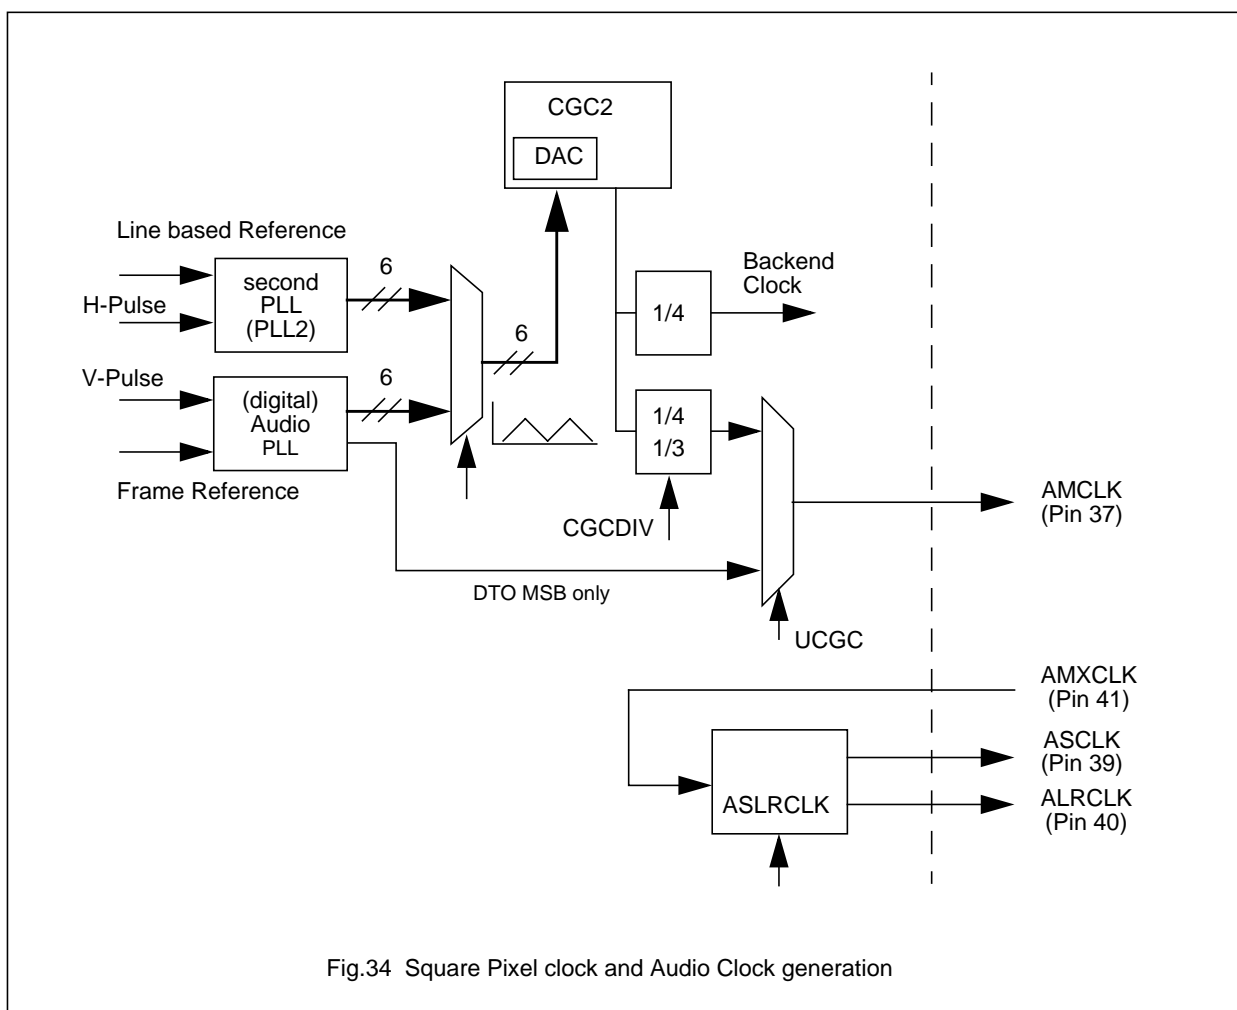 CGC2
DAC
Line based Reference
6
second
PLL
(PLL2)
H-Pulse
6
Backend
Clock
1/4
V-Pulse
6
(digital)
Audio
PLL
Frame Reference
1/4
1/3
CGCDIV
AMCLK
(Pin 37)
DTO MSB only
UCGC
AMXCLK
(Pin 41)
ASCLK
(Pin 39)
ASLRCLK
ALRCLK
(Pin 40)
Fig.34 Square Pixel clock and Audio Clock generation